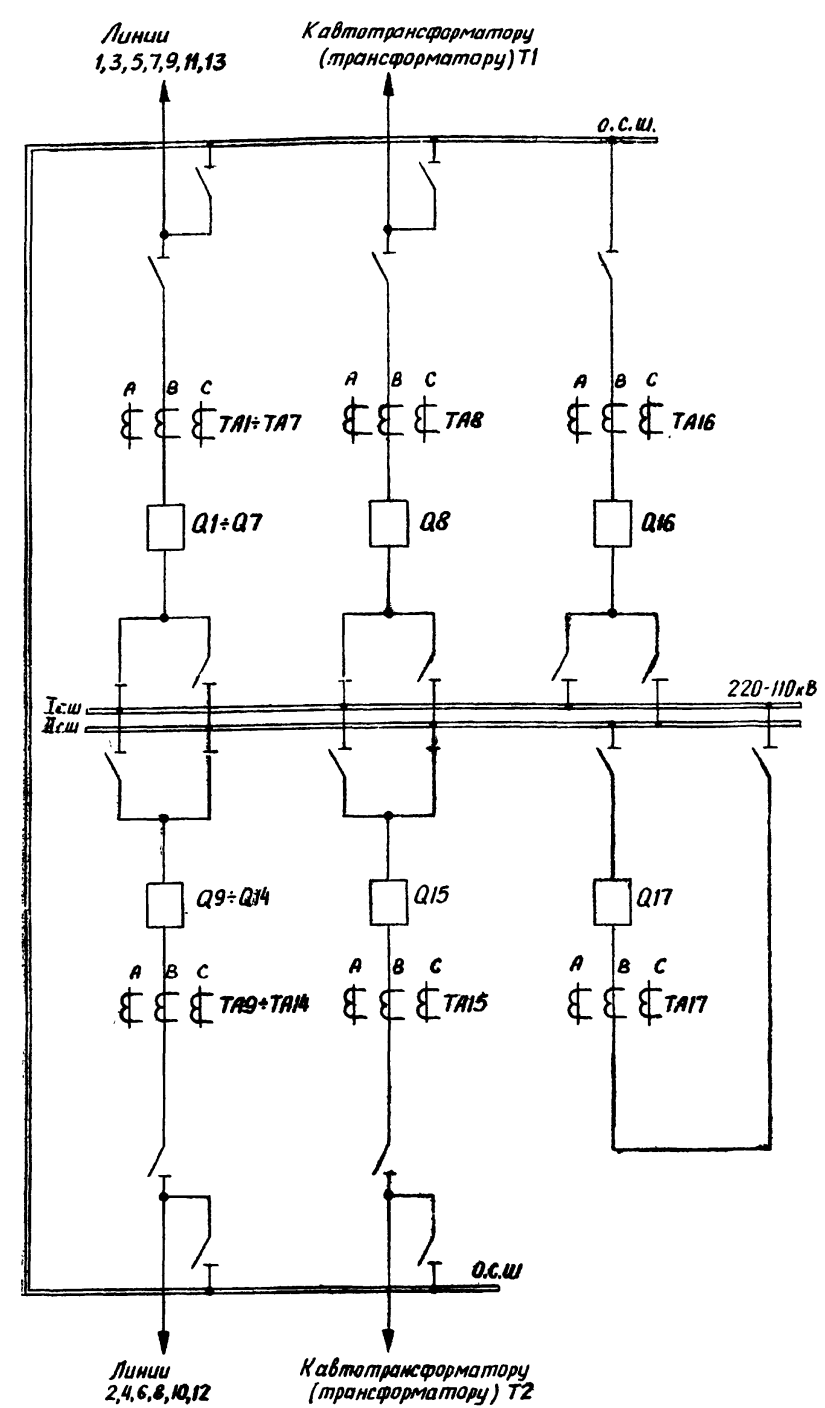 Линии
1,3,5,7,9,11,13
К автотрансформатору
(трансформатору) Т1
О.С.Ш.
A B C
TA1÷TA7
A B C
TA8
A B C
TA16
Q1÷Q7
Q8
Q16
Iсш
IIсш
220-110кВ
Q9÷Q14
Q15
Q17
A B C
TA9÷TA14
A B C
TA15
A B C
TA17
О.С.Ш
Линии
2,4,6,8,10,12
К автотрансформатору
(трансформатору) Т2